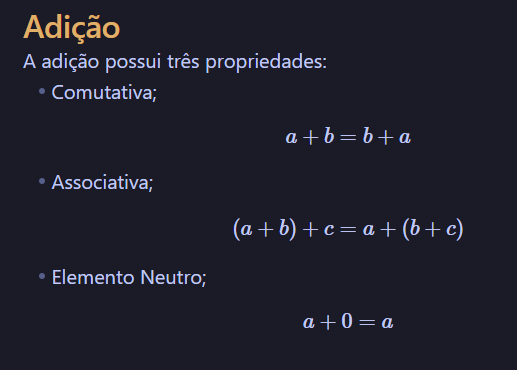 Adição
A adição possui três propriedades:
• Comutativa;
a + b = b + a
• Associativa;
(a + b) + c = a + (b + c)
• Elemento Neutro;
a + 0 = a